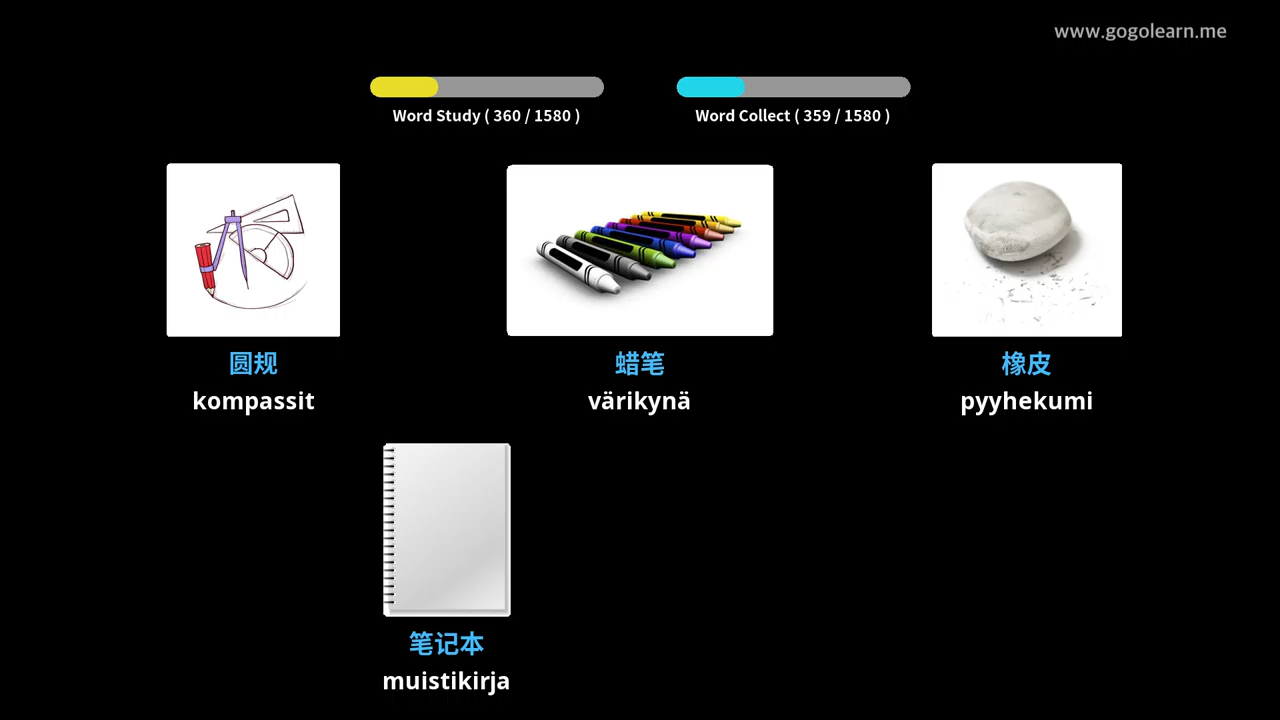 www.gogolearn.me
Word Study ( 360 / 1580 )
Word Collect ( 359 / 1580 )
圆规
kompassit
蜡笔
värikynä
橡皮
pyyhekumi
笔记本
muistikirja